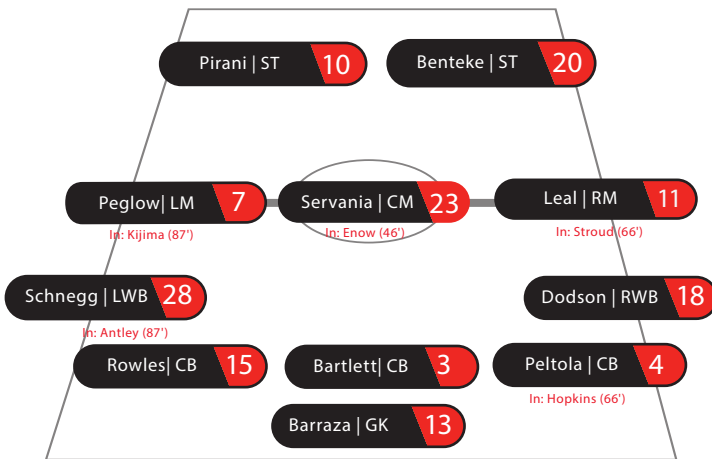 Pirani | ST 10
Benteke | ST 20
Peglow| LM 7
In: Kijima (87')
Servania | CM 23
In: Enow (46')
Leal | RM 11
In: Stroud (66')
Schnegg | LWB 28
In: Antley (87')
Dodson | RWB 18
Rowles| CB 15
Bartlett| CB 3
Peltola | CB 4
In: Hopkins (66')
Barraza | GK 13